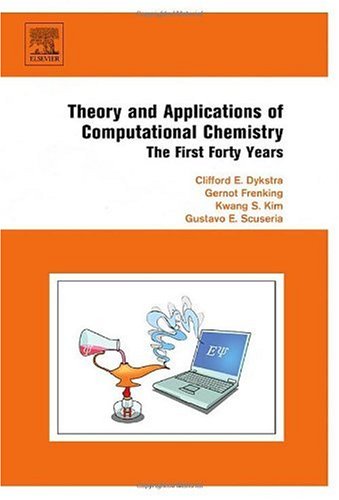 ELSEVIER
Theory and Applications of
Computational Chemistry
The First Forty Years
Clifford E. Dykstra
Gernot Frenking
Kwang S. Kim
Gustavo E. Scuseria
EΨ